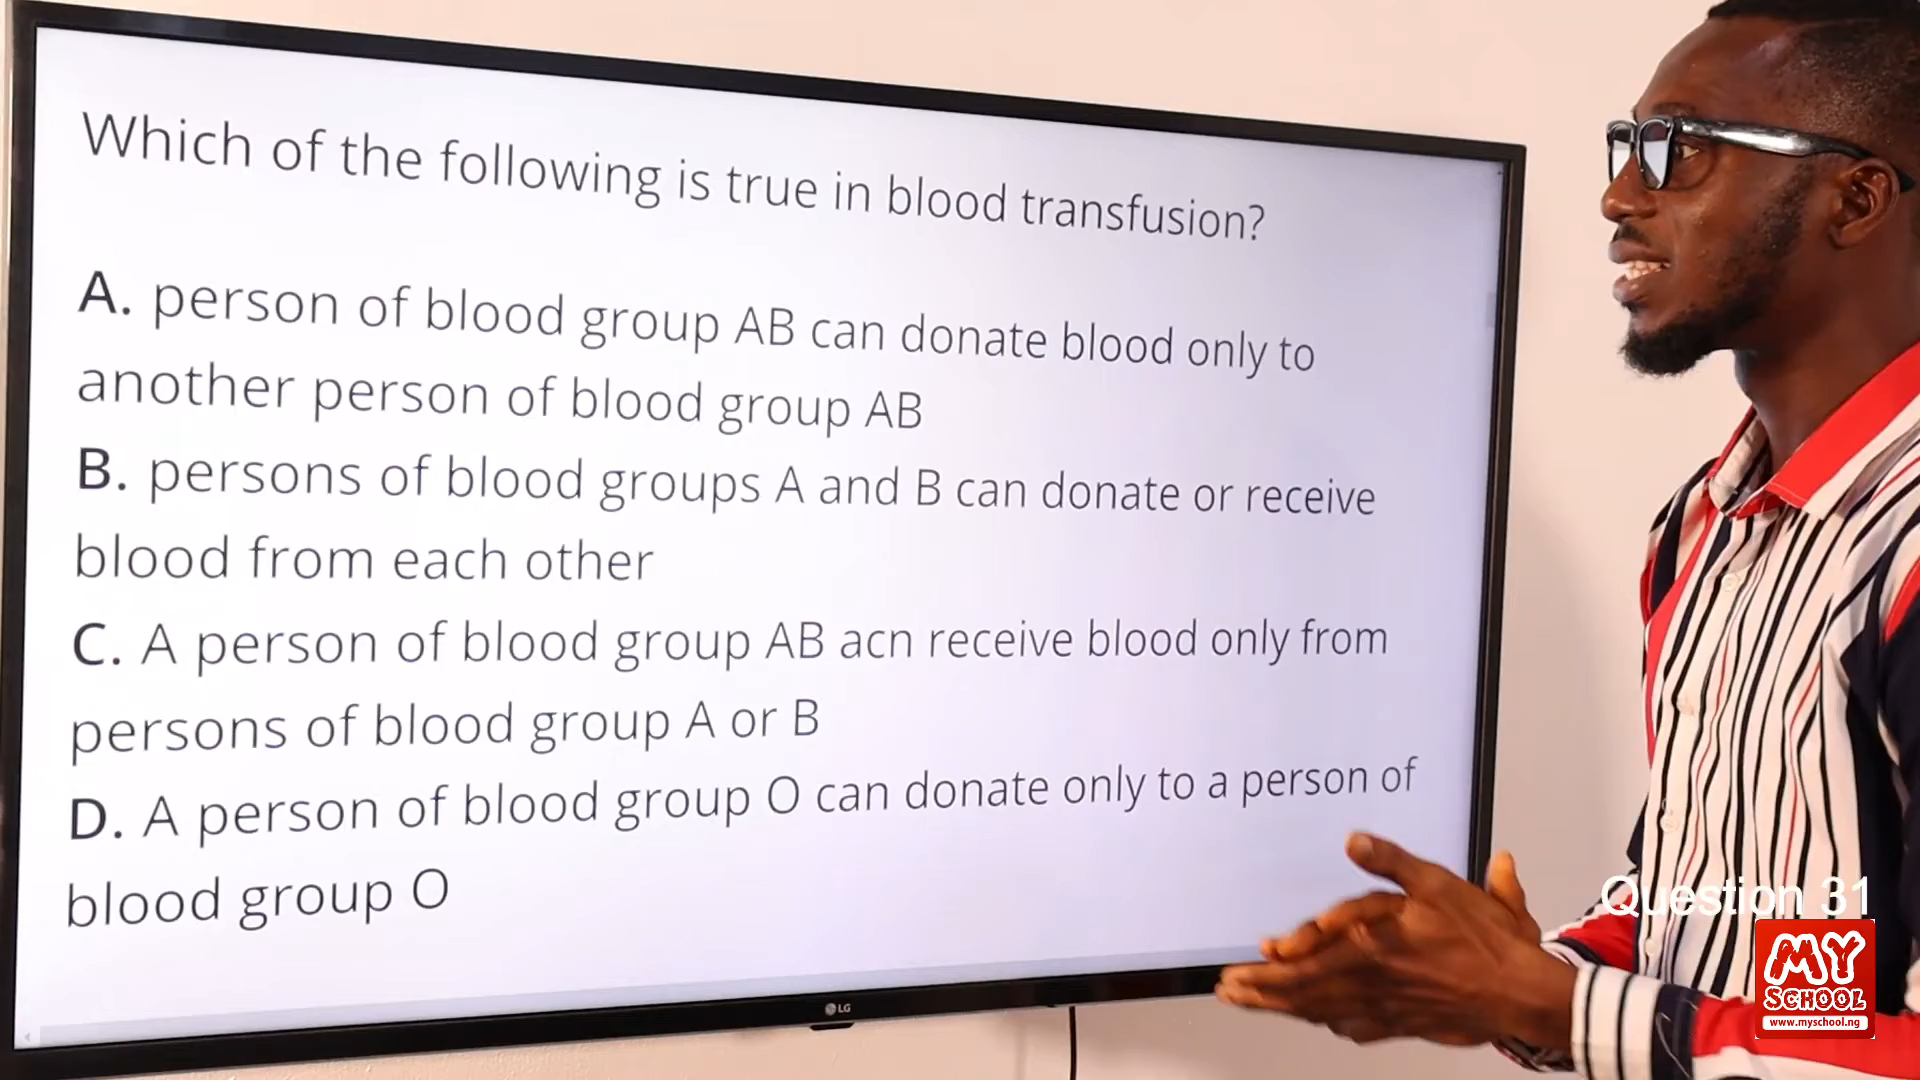 Which of the following is true in blood transfusion?
A. person of blood group AB can donate blood only to
another person of blood group AB
B. persons of blood groups A and B can donate or receive
blood from each other
C. A person of blood group AB acn receive blood only from
persons of blood group A or B
D. A person of blood group O can donate only to a person of
blood group O
LG
Question 31
MY
SCHOOL
www.myschool.ng